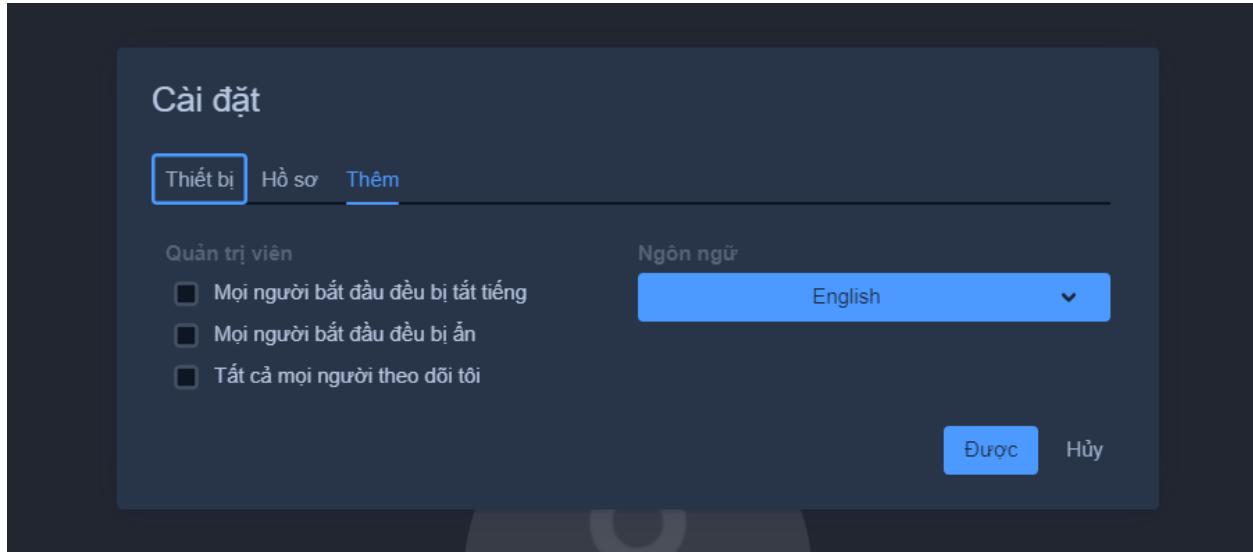 Cài đặt
Thiết bị Hồ sơ Thêm
Quản trị viên
Mọi người bắt đầu đều bị tắt tiếng
Mọi người bắt đầu đều bị ẩn
Tất cả mọi người theo dõi tôi
Ngôn ngữ
English
Được Hủy